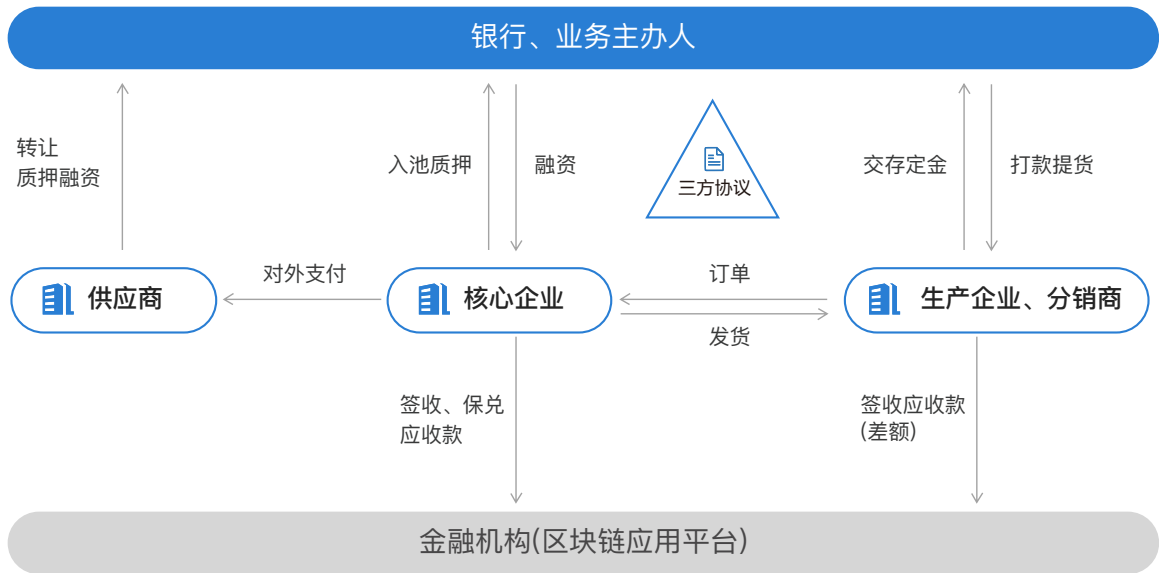 银行、业务主办人
转让
质押融资
入池质押
融资
三方协议
交存定金
打款提货
供应商
对外支付
核心企业
订单
发货
生产企业、分销商
签收、保兑
应收款
签收应收款
(差额)
金融机构(区块链应用平台)